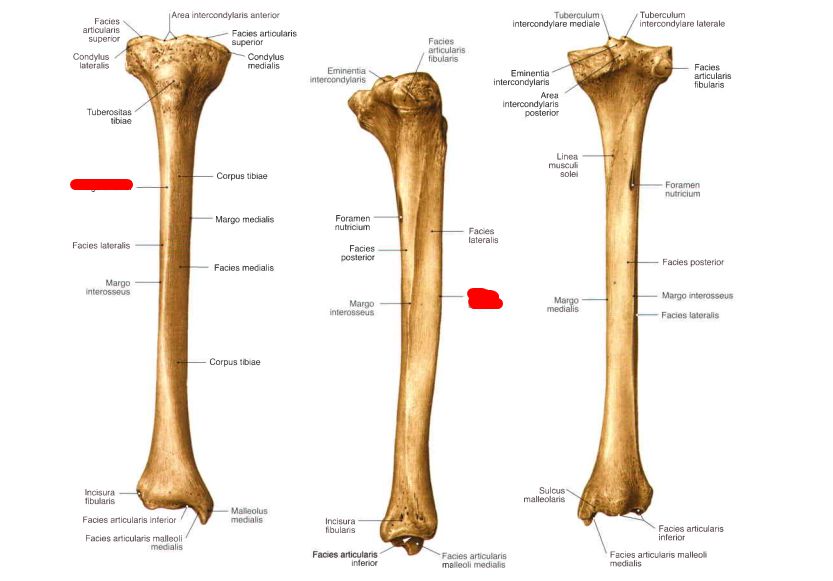 Area intercondylaris anterior
Facies
articularis
superior
Facies articularis
superior
Condylus
lateralis
Condylus
medialis
Tuberositas
tibiae
Corpus tibiae
Margo medialis
Facies lateralis
Facies medialis
Margo
interosseus
Corpus tibiae
Incisura
fibularis
Malleolus
medialis
Facies articularis inferior
Facies articularis malleoli
medialis
Facies
articularis
fibularis
Eminentia
intercondylaris
Foramen
nutricium
Facies
lateralis
Facies
posterior
Margo
interosseus
Incisura
fibularis
Facies articularis
inferior
Facies articularis
malleoli medialis
Tuberculum
intercondylare mediale
Tuberculum
intercondylare laterale
Eminentia
intercondylaris
Facies
articularis
fibularis
Area
intercondylaris
posterior
Linea
musculi
solei
Foramen
nutricium
Facies posterior
Margo
medialis
Margo interosseus
Facies lateralis
Sulcus
malleolaris
Facies articularis
inferior
Facies articularis malleoli
medialis